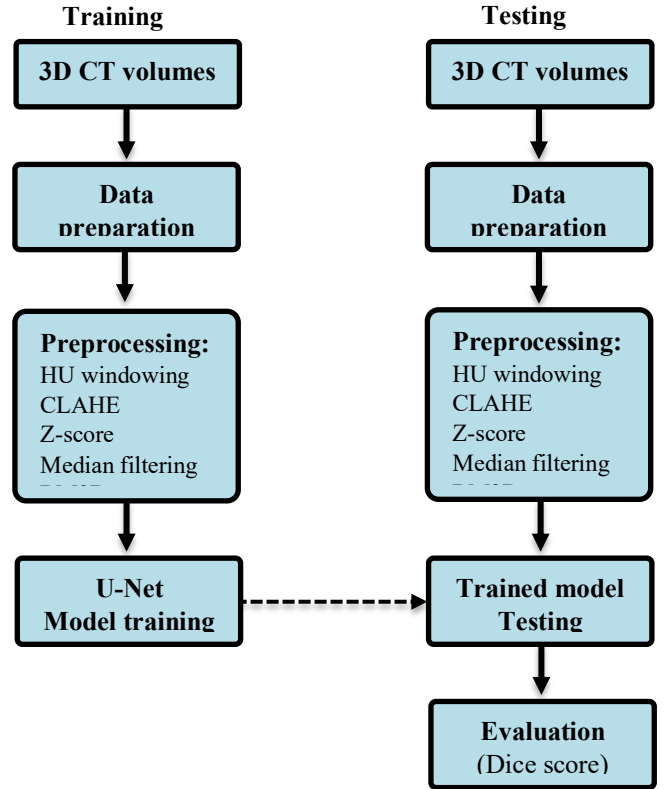 Training
3D CT volumes
Data
preparation
Preprocessing:
HU windowing
CLAHE
Z-score
Median filtering
U-Net
Model training
Testing
3D CT volumes
Data
preparation
Preprocessing:
HU windowing
CLAHE
Z-score
Median filtering
Trained model
Testing
Evaluation
(Dice score)